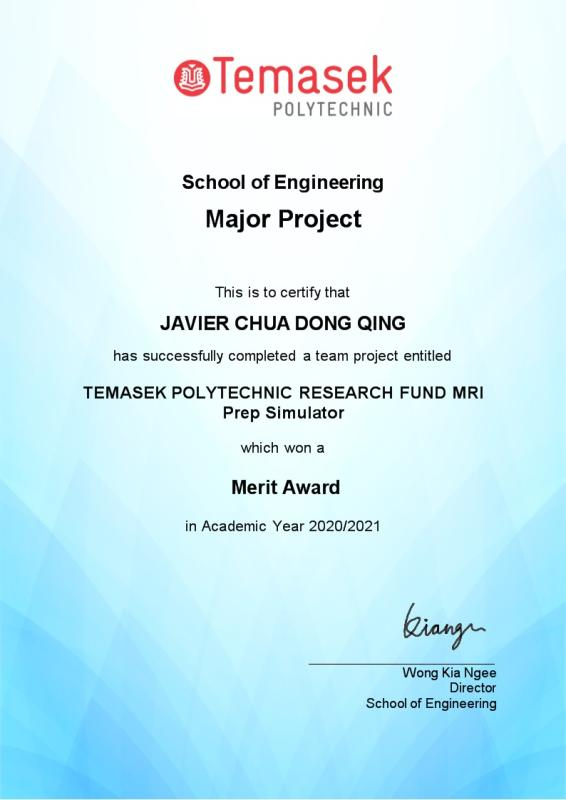 Temasek
POLYTECHNIC
School of Engineering
Major Project
This is to certify that
JAVIER CHUA DONG QING
has successfully completed a team project entitled
TEMASEK POLYTECHNIC RESEARCH FUND MRI
Prep Simulator
which won a
Merit Award
in Academic Year 2020/2021
Wong Kia Ngee
Director
School of Engineering